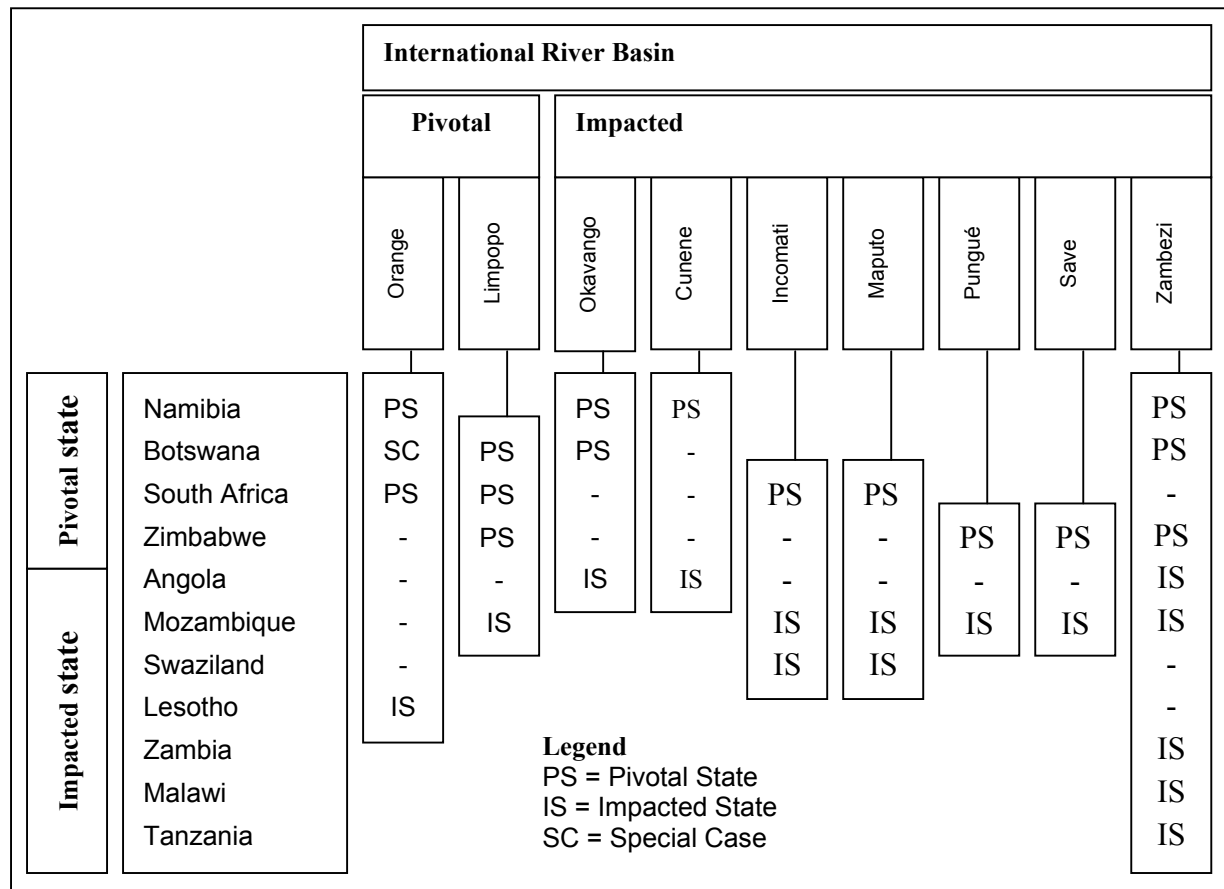 International River Basin
Pivotal Impacted
Orange Limpopo Okavango Cunene Incomati Maputo Pungué Save Zambezi
Pivotal state
Impacted state
Namibia PS PS PS PS
Botswana SC PS PS - PS
South Africa PS PS - - PS PS -
Zimbabwe - PS - - - - PS PS PS
Angola - - IS IS - - - - IS
Mozambique - IS IS IS IS IS IS
Swaziland - IS IS -
Lesotho IS -
Zambia IS
Malawi IS
Tanzania IS
Legend
PS = Pivotal State
IS = Impacted State
SC = Special Case